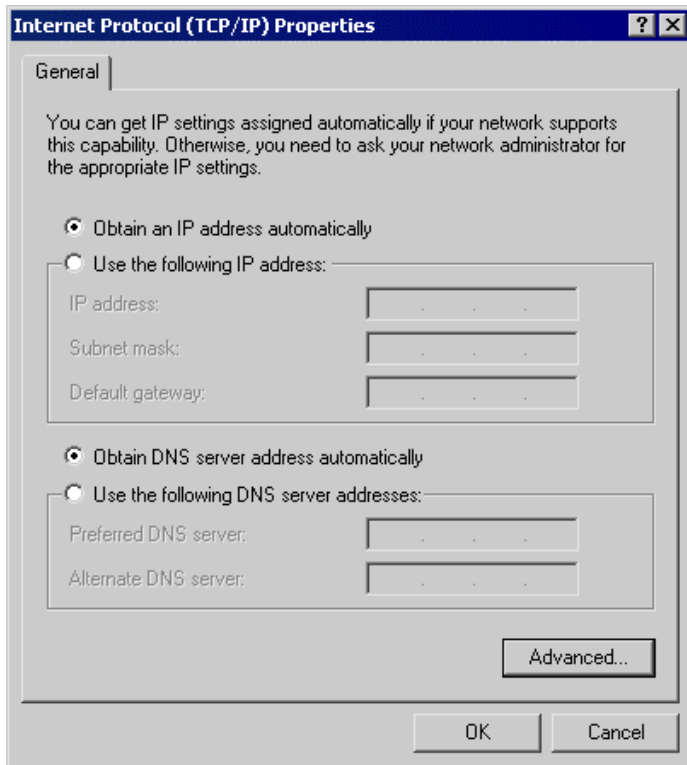 Internet Protocol (TCP/IP) Properties
General
You can get IP settings assigned automatically if your network supports
this capability. Otherwise, you need to ask your network administrator for
the appropriate IP settings.
Obtain an IP address automatically
Use the following IP address:
IP address:
Subnet mask:
Default gateway:
Obtain DNS server address automatically
Use the following DNS server addresses:
Preferred DNS server:
Alternate DNS server:
Advanced...
OK
Cancel